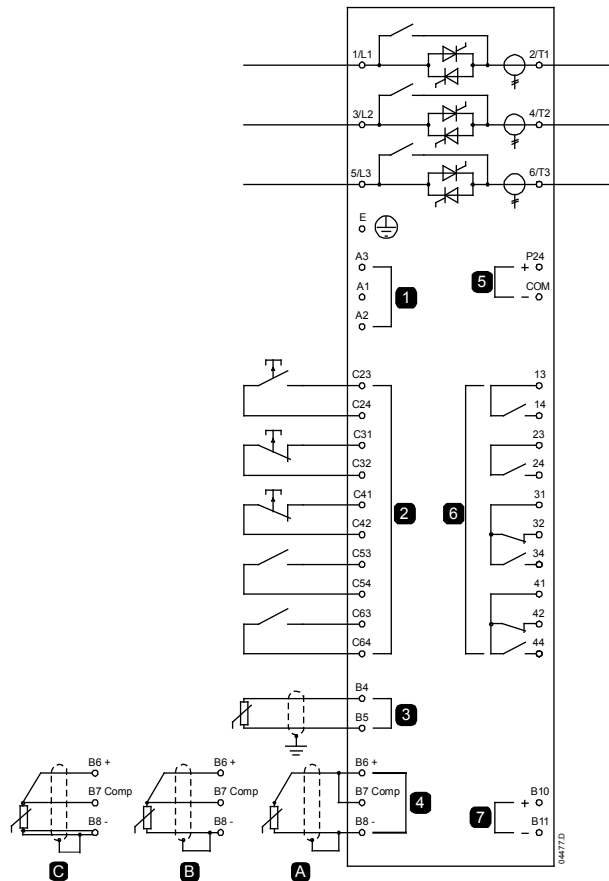 1/L1 2/T1
3/L2 4/T2
5/L3 6/T3
E
A3 P24
+
1 5
A1 COM
-
A2
C23 13
C24 14
C31 23
C32 24
C41 31
2 6
C42 32
C53 34
C54 41
C63 42
C64 44
B4
3
B5
B6 + B6 + B6 +
B7 Comp B7 Comp B7 Comp 4 + B10
7
B8 - B8 - B8 - - B11
C B A
04477.D